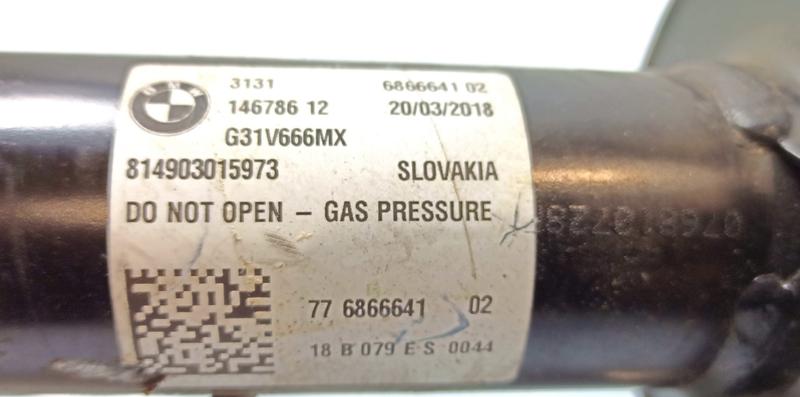 BMW
3131 6866641 02
146786 12 20/03/2018
G31V666MX
814903015973 SLOVAKIA
DO NOT OPEN – GAS PRESSURE
77 6866641 02
18 B 079 E S 0044